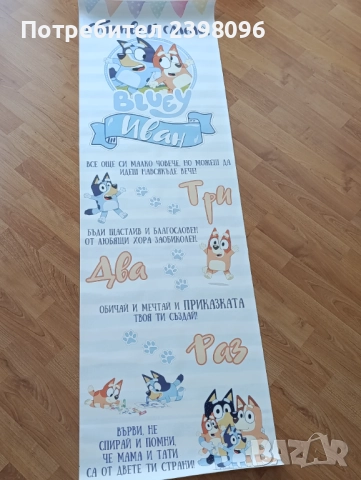 Потребител 2398096
BLUEY
Иван
ВСЕ ОЩЕ СИ МАЛКО ЧОВЕЧЕ, НО МОЖЕШ ДА
ИДЕШ НАВСЯКЪДЕ ВЕЧЕ!
Три
БЪДИ ЩАСТЛИВ И БЛАГОСЛОВЕН
ОТ ЛЮБЯЩИ ХОРА ЗАОБИКОЛЕН
Два
ОБИЧАЙ И МЕЧТАЙ И ПРИКАЗКАТА
ТВОЯ ТИ СЪЗДАЙ!
Раз
ВЪРВИ, НЕ
СПИРАЙ И ПОМНИ,
ЧЕ МАМА И ТАТИ
СА ОТ ДВЕТЕ ТИ СТРАНИ!
BAZAR